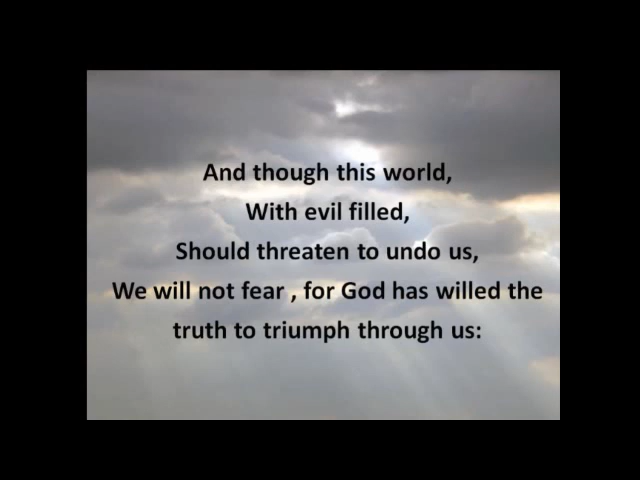 And though this world,
With evil filled,
Should threaten to undo us,
We will not fear , for God has willed the
truth to triumph through us: